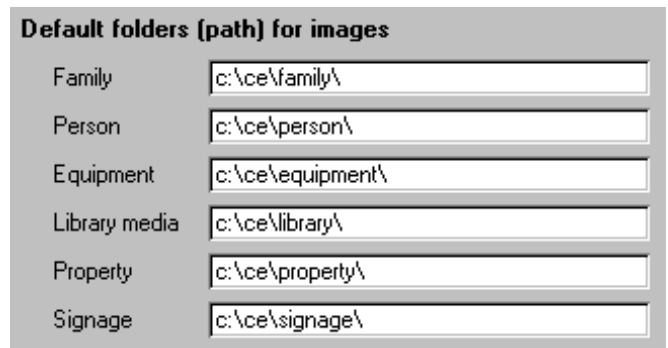 Default folders (path) for images
Family c:\ce\family\
Person c:\ce\person\
Equipment c:\ce\equipment\
Library media c:\ce\library\
Property c:\ce\property\
Signage c:\ce\signage\